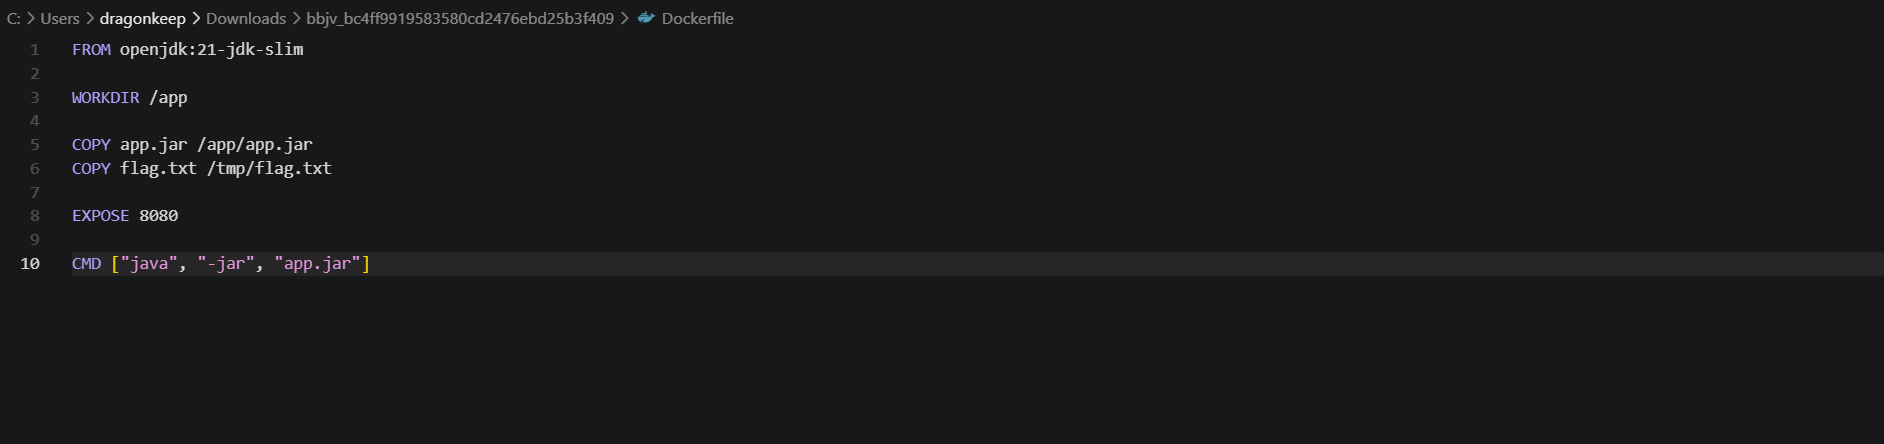 C: > Users > dragonkeep > Downloads > bbjv_bc4ff9919583580cd2476ebd25b3f409 > Dockerfile
1 FROM openjdk:21-jdk-slim
2
3 WORKDIR /app
4
5 COPY app.jar /app/app.jar
6 COPY flag.txt /tmp/flag.txt
7
8 EXPOSE 8080
9
10 CMD ["java", "-jar", "app.jar"]